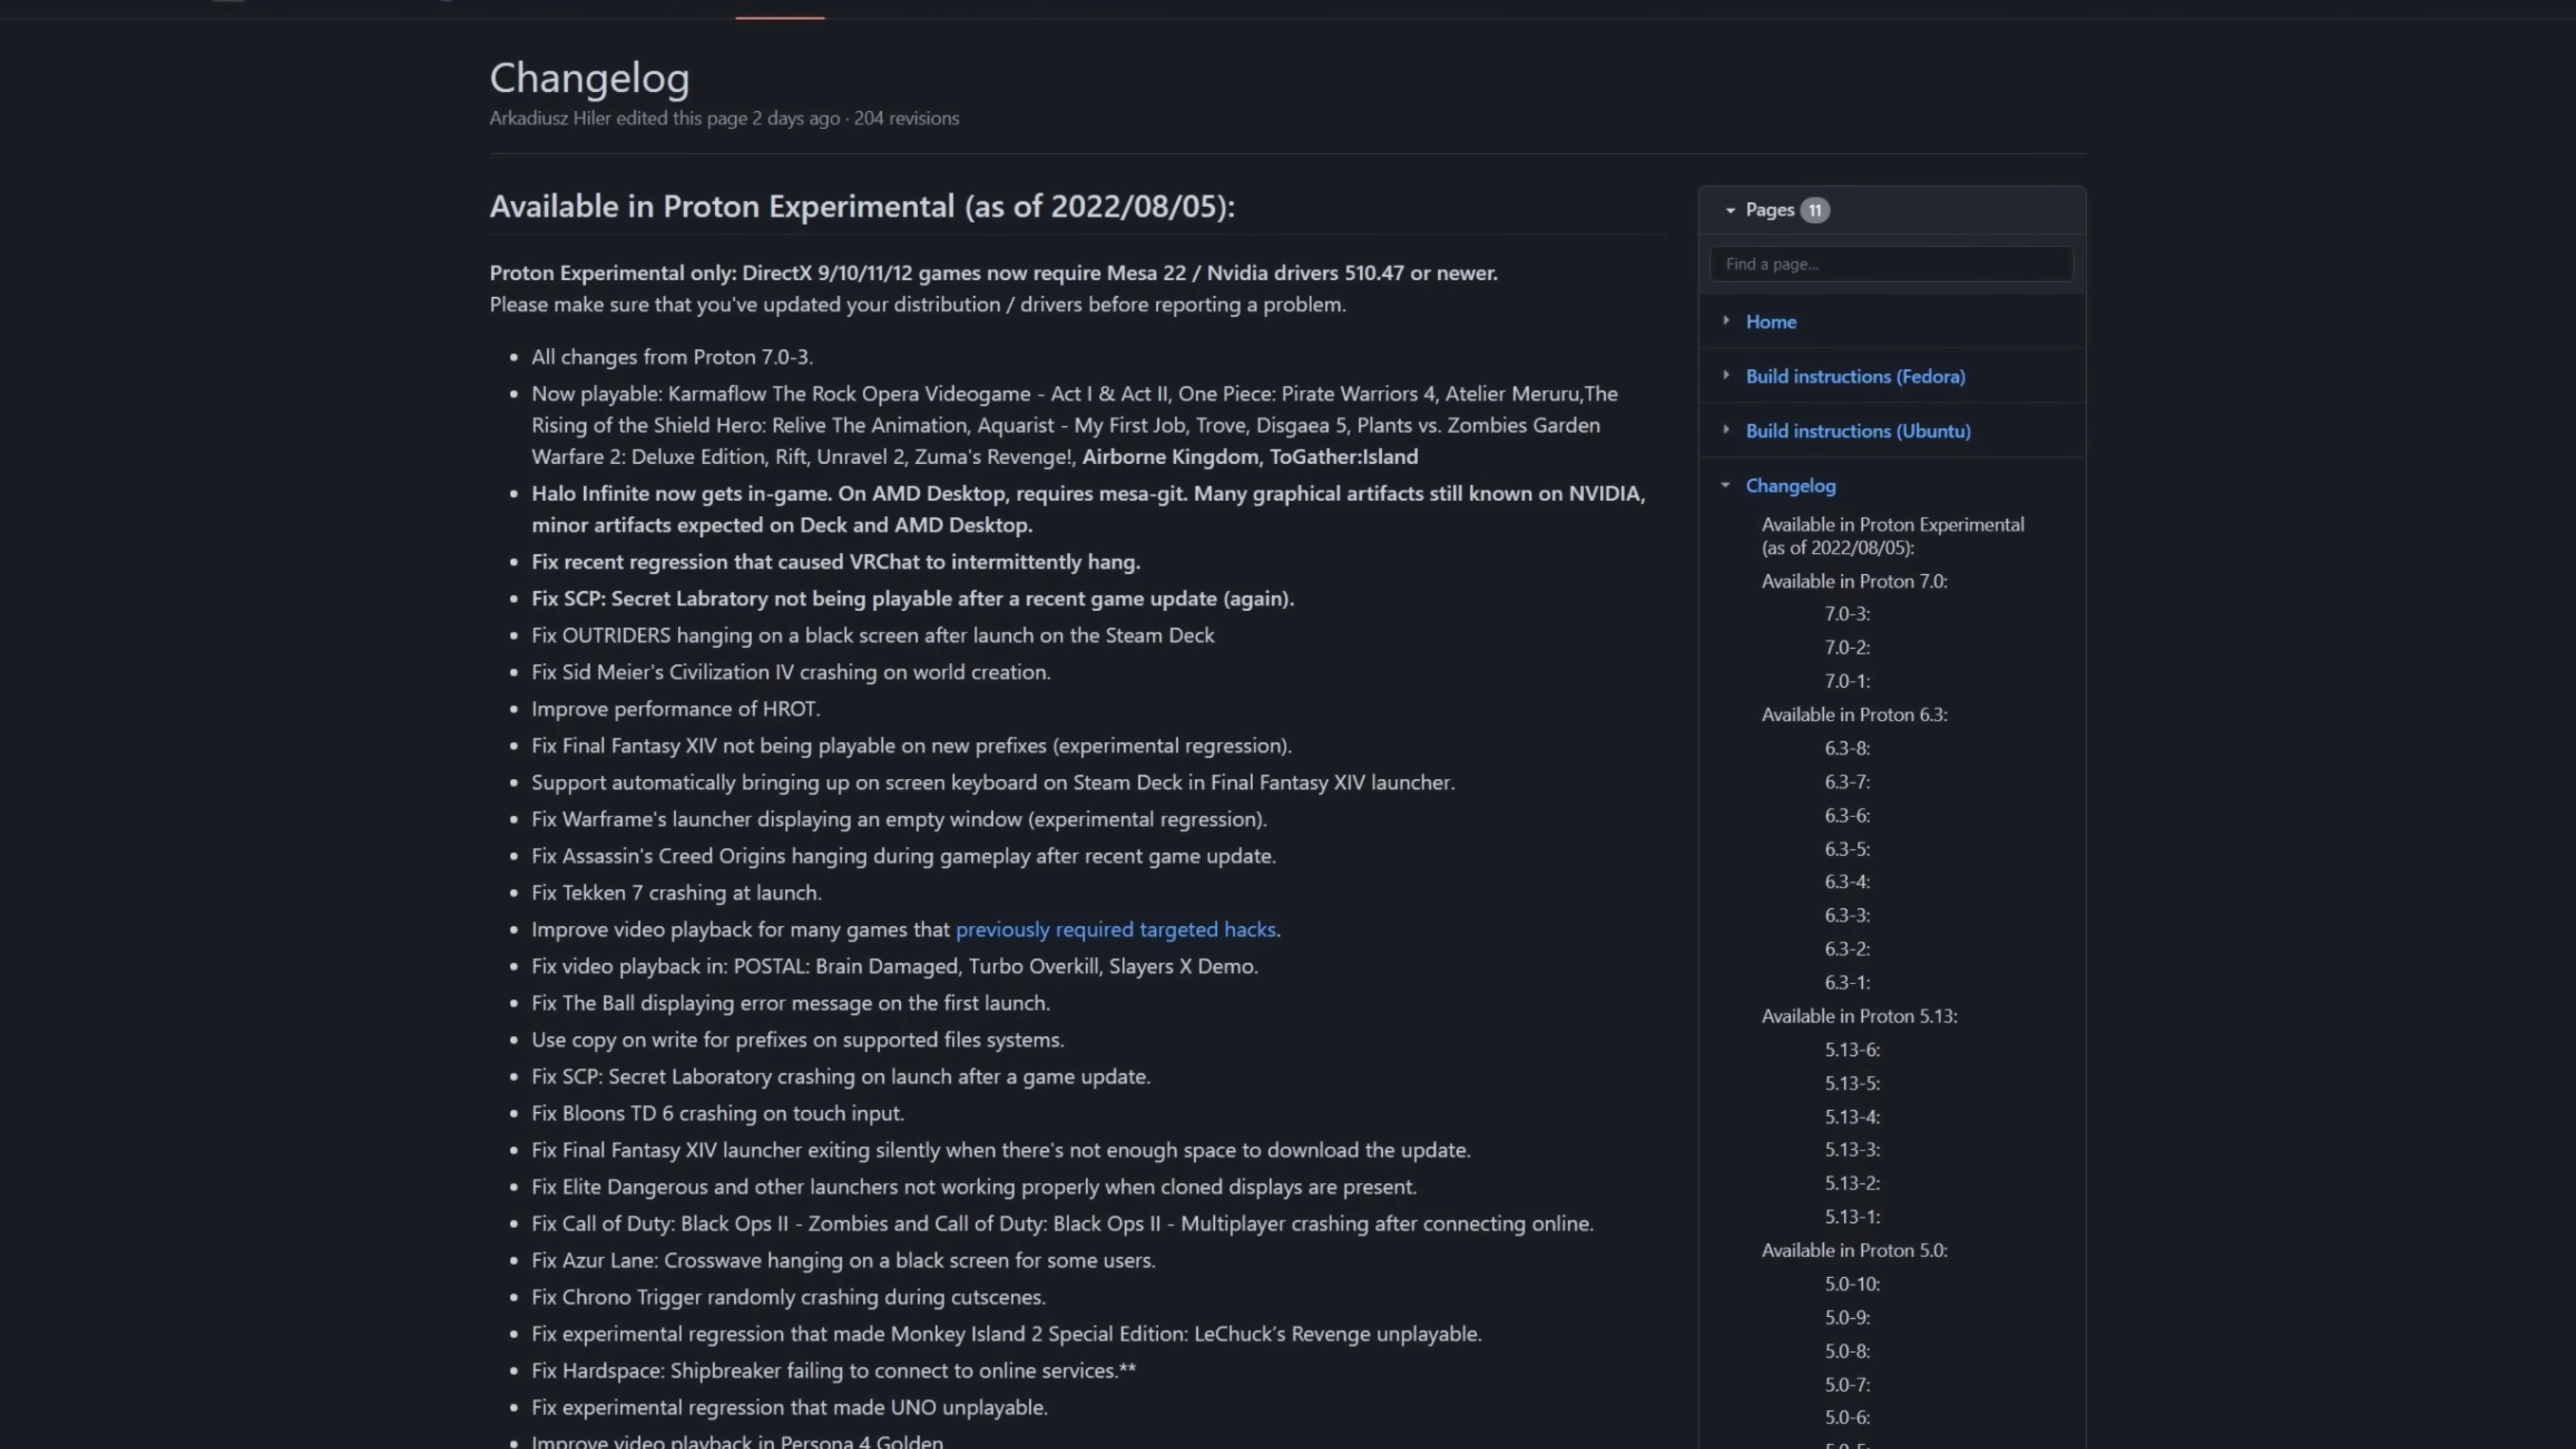 Changelog
Arkadiusz Hiler edited this page 2 days ago · 204 revisions
Available in Proton Experimental (as of 2022/08/05):
Proton Experimental only: DirectX 9/10/11/12 games now require Mesa 22 / Nvidia drivers 510.47 or newer.
Please make sure that you've updated your distribution / drivers before reporting a problem.
All changes from Proton 7.0-3.
Now playable: Karmaflow The Rock Opera Videogame - Act I & Act II, One Piece: Pirate Warriors 4, Atelier Meruru,The
Rising of the Shield Hero: Relive The Animation, Aquarist - My First Job, Trove, Disgaea 5, Plants vs. Zombies Garden
Warfare 2: Deluxe Edition, Rift, Unravel 2, Zuma's Revenge!, Airborne Kingdom, ToGather:Island
Halo Infinite now gets in-game. On AMD Desktop, requires mesa-git. Many graphical artifacts still known on NVIDIA,
minor artifacts expected on Deck and AMD Desktop.
Fix recent regression that caused VRChat to intermittently hang.
Fix SCP: Secret Labratory not being playable after a recent game update (again).
Fix OUTRIDERS hanging on a black screen after launch on the Steam Deck
Fix Sid Meier's Civilization IV crashing on world creation.
Improve performance of HROT.
Fix Final Fantasy XIV not being playable on new prefixes (experimental regression).
Support automatically bringing up on screen keyboard on Steam Deck in Final Fantasy XIV launcher.
Fix Warframe's launcher displaying an empty window (experimental regression).
Fix Assassin's Creed Origins hanging during gameplay after recent game update.
Fix Tekken 7 crashing at launch.
Improve video playback for many games that previously required targeted hacks.
Fix video playback in: POSTAL: Brain Damaged, Turbo Overkill, Slayers X Demo.
Fix The Ball displaying error message on the first launch.
Use copy on write for prefixes on supported files systems.
Fix SCP: Secret Laboratory crashing on launch after a game update.
Fix Bloons TD 6 crashing on touch input.
Fix Final Fantasy XIV launcher exiting silently when there's not enough space to download the update.
Fix Elite Dangerous and other launchers not working properly when cloned displays are present.
Fix Call of Duty: Black Ops II - Zombies and Call of Duty: Black Ops II - Multiplayer crashing after connecting online.
Fix Azur Lane: Crosswave hanging on a black screen for some users.
Fix Chrono Trigger randomly crashing during cutscenes.
Fix experimental regression that made Monkey Island 2 Special Edition: LeChuck's Revenge unplayable.
Fix Hardspace: Shipbreaker failing to connect to online services.**
Fix experimental regression that made UNO unplayable.
Improve video playback in Persona 4 Golden
Pages 11
Find a page...
Home
Build instructions (Fedora)
Build instructions (Ubuntu)
Changelog
Available in Proton Experimental
(as of 2022/08/05):
Available in Proton 7.0:
7.0-3:
7.0-2:
7.0-1:
Available in Proton 6.3:
6.3-8:
6.3-7:
6.3-6:
6.3-5:
6.3-4:
6.3-3:
6.3-2:
6.3-1:
Available in Proton 5.13:
5.13-6:
5.13-5:
5.13-4:
5.13-3:
5.13-2:
5.13-1:
Available in Proton 5.0:
5.0-10:
5.0-9:
5.0-8:
5.0-7:
5.0-6: